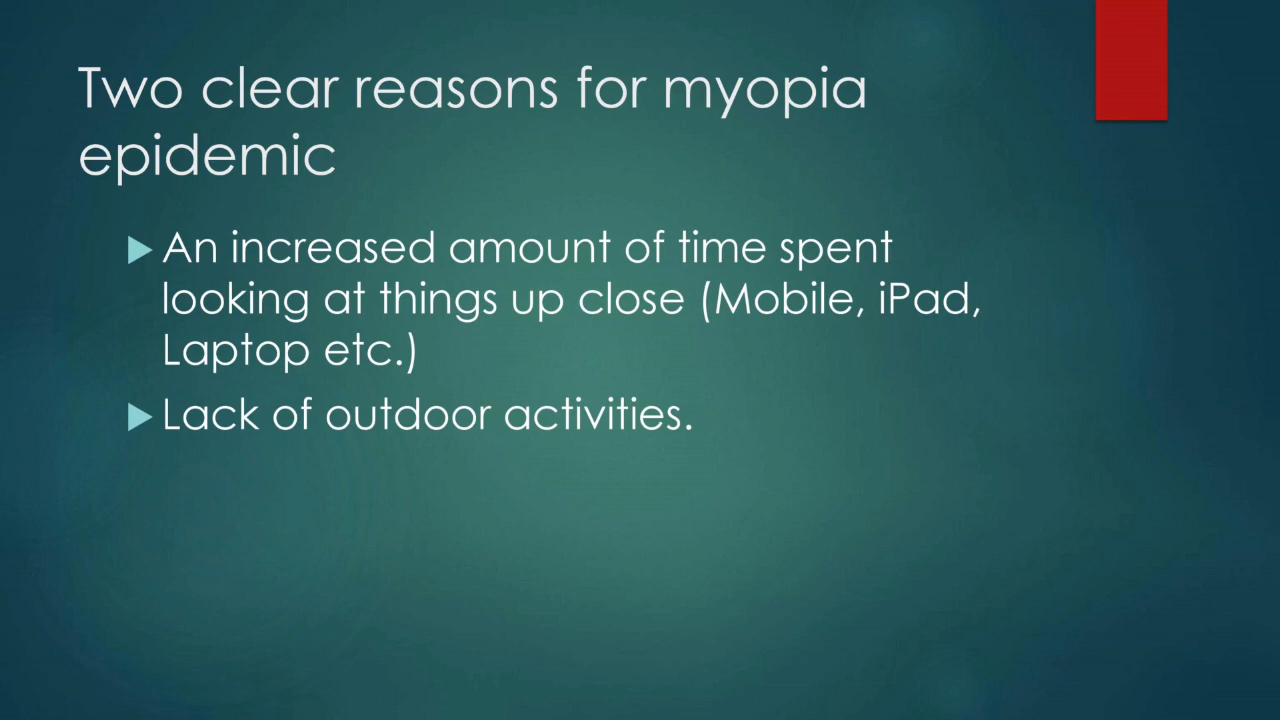 Two clear reasons for myopia
epidemic
An increased amount of time spent
looking at things up close (Mobile, iPad,
Laptop etc.)
Lack of outdoor activities.